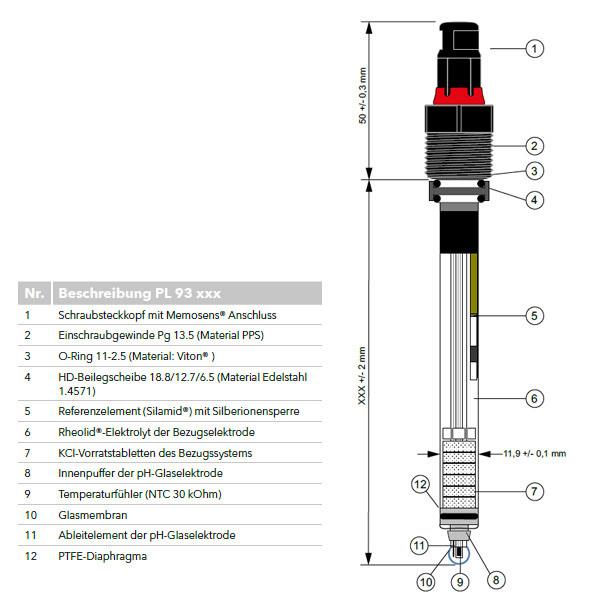 Nr. Beschreibung PL 93 xxx
1 Schraubsteckkopf mit Memosens® Anschluss
2 Einschraubgewinde Pg 13.5 (Material PPS)
3 O-Ring 11-2.5 (Material: Viton® )
4 HD-Beilegscheibe 18.8/12.7/6.5 (Material Edelstahl
1.4571)
5 Referenzelement (Silamid®) mit Silberionensperre
6 Rheolid®-Elektrolyt der Bezugselektrode
7 KCl-Vorratstabletten des Bezugssystems
8 Innenpuffer der pH-Glaselektrode
9 Temperaturfühler (NTC 30 kOhm)
10 Glasmembran
11 Ableitelement der pH-Glaselektrode
12 PTFE-Diaphragma
50 +/- 0,3 mm
XXX +/- 2 mm
1
2
3
4
5
6
11,9 +/- 0,1 mm
12
7
11
10
9
8